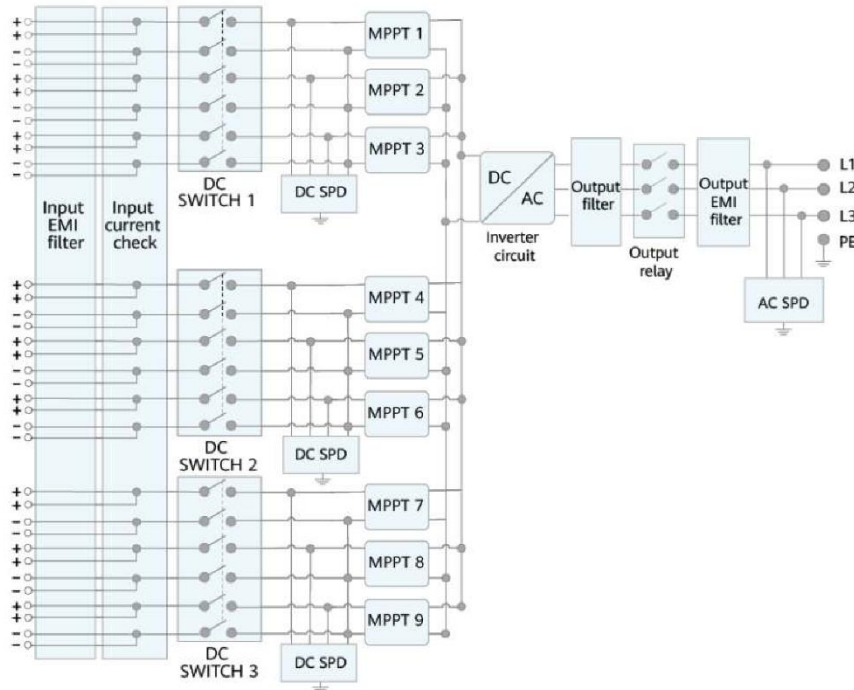 +
+
−
−
+
+
−
−
+
+
−
−
Input
EMI
filter
Input
current
check
DC
SWITCH 1
MPPT 1
MPPT 2
MPPT 3
DC SPD
DC
AC
Inverter
circuit
Output
filter
Output
relay
Output
EMI
filter
L1
L2
L3
PE
AC SPD
+
+
−
−
+
+
−
−
+
+
−
−
DC
SWITCH 2
MPPT 4
MPPT 5
MPPT 6
DC SPD
+
+
−
−
+
+
−
−
+
+
−
−
DC
SWITCH 3
MPPT 7
MPPT 8
MPPT 9
DC SPD